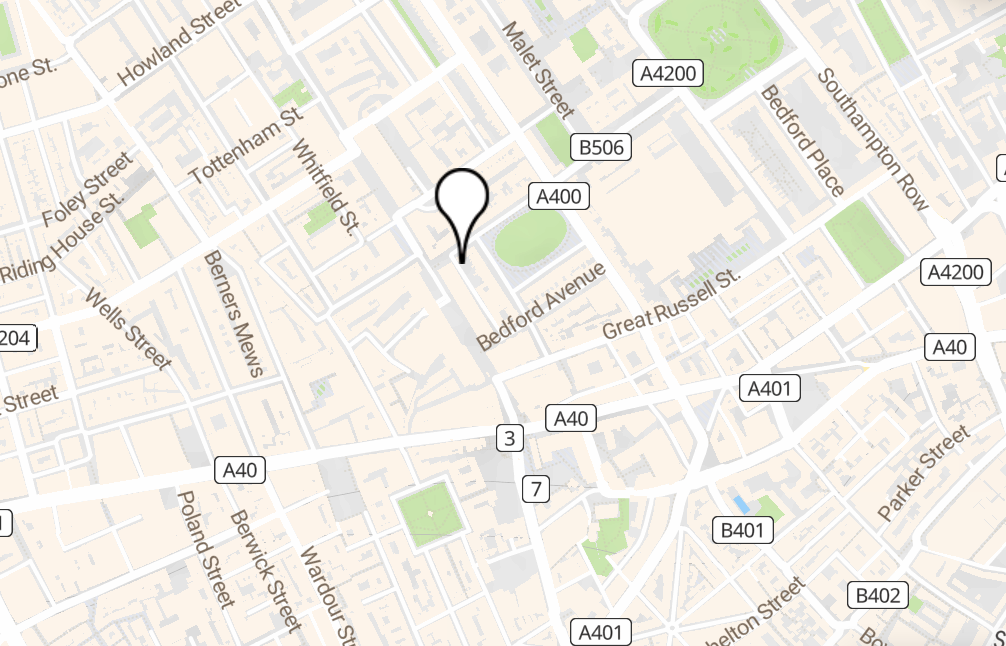 Howland Street
Malet Street
one St.
A4200
Southampton Row
Bedford Place
Tottenham St.
B506
Whitfield St.
Foley Street
A400
Riding House St.
Berners Mews
Bedford Avenue
Great Russell St.
A4200
Wells Street
204
A40
A401
Street
A40
3
A40
7
Parker Street
Poland Street
Berwick Street
Wardour St
B401
helton Street
B402
A401
Bo